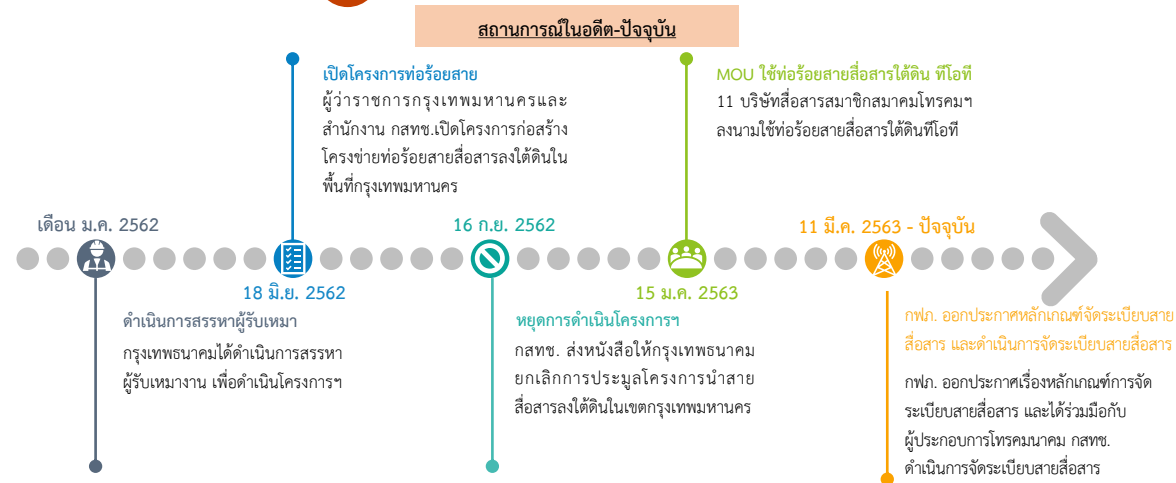 สถานการณ์ในอดีต-ปัจจุบัน
เปิดโครงการท่อร้อยสาย
ผู้ว่าราชการกรุงเทพมหานครและ
สำนักงาน กสทช.เปิดโครงการก่อสร้าง
โครงข่ายท่อร้อยสายสื่อสารลงใต้ดินใน
พื้นที่กรุงเทพมหานคร
MOU ใช้ท่อร้อยสายสื่อสารใต้ดิน ทีโอที
11 บริษัทสื่อสารสมาชิกสมาคมโทรคมฯ
ลงนามใช้ท่อร้อยสายสื่อสารใต้ดินทีโอที
เดือน ม.ค. 2562
16 ก.ย. 2562
11 มี.ค. 2563 - ปัจจุบัน
18 มิ.ย. 2562
15 ม.ค. 2563
ดำเนินการสรรหาผู้รับเหมา
กรุงเทพธนาคมได้ดำเนินการสรรหา
ผู้รับเหมางาน เพื่อดำเนินโครงการฯ
หยุดการดำเนินโครงการฯ
กสทช. ส่งหนังสือให้กรุงเทพธนาคม
ยกเลิกการประมูลโครงการนำสาย
สื่อสารลงใต้ดินในเขตกรุงเทพมหานคร
กฟภ. ออกประกาศหลักเกณฑ์จัดระเบียบสาย
สื่อสาร และดำเนินการจัดระเบียบสายสื่อสาร
กฟภ. ออกประกาศเรื่องหลักเกณฑ์การจัด
ระเบียบสายสื่อสาร และได้ร่วมมือกับ
ผู้ประกอบการโทรคมนาคม กสทช.
ดำเนินการจัดระเบียบสายสื่อสาร